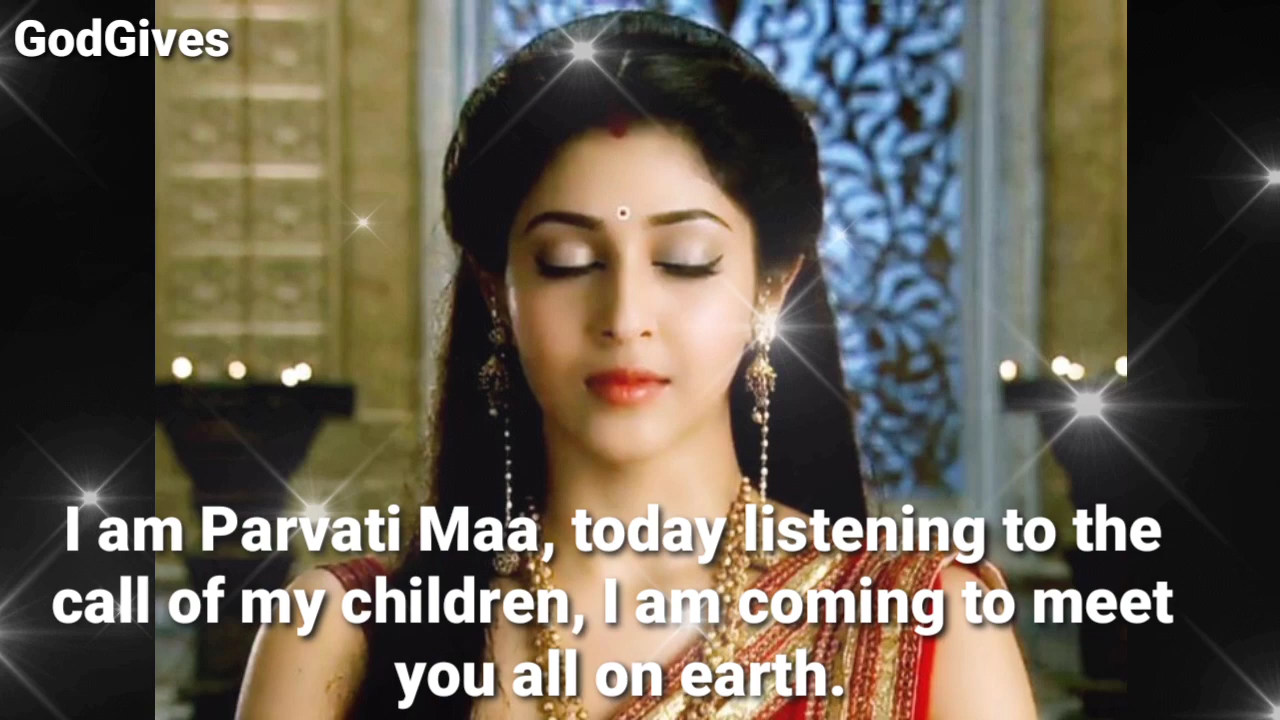 GodGives
I am Parvati Maa, today listening to the
call of my children, I am coming to meet
you all on earth.